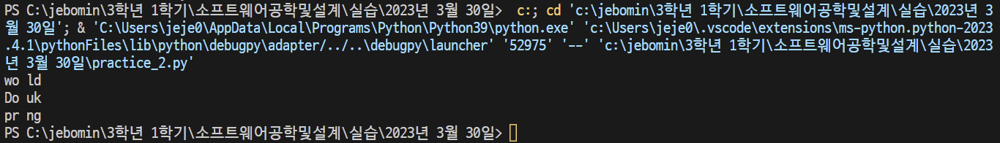 PS C:\jebomin\3학년 1학기\소프트웨어공학및설계\실습\2023년 3월 30일>  c:; cd 'c:\jebomin\3학년 1학기\소프트웨어공학및설계\실습\2023년 3
월 30일'; & 'C:\Users\jeje0\AppData\Local\Programs\Python\Python39\python.exe' 'c:\Users\jeje0\.vscode\extensions\ms-python.python-2023
.4.1\pythonFiles\lib\python\debugpy\adapter/../..\debugpy\launcher' '52975' '--' 'c:\jebomin\3학년 1학기\소프트웨어공학및설계\실습\2023
년 3월 30일\practice_2.py'
wo ld
Do uk
pr ng
PS C:\jebomin\3학년 1학기\소프트웨어공학및설계\실습\2023년 3월 30일>